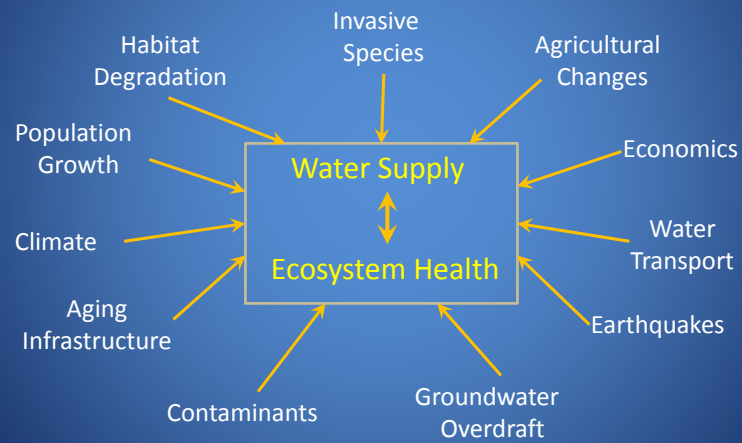 Habitat
Degradation
Invasive
Species
Agricultural
Changes
Population
Growth
Water Supply
Economics
Climate
Water
Transport
Ecosystem Health
Aging
Infrastructure
Earthquakes
Contaminants
Groundwater
Overdraft